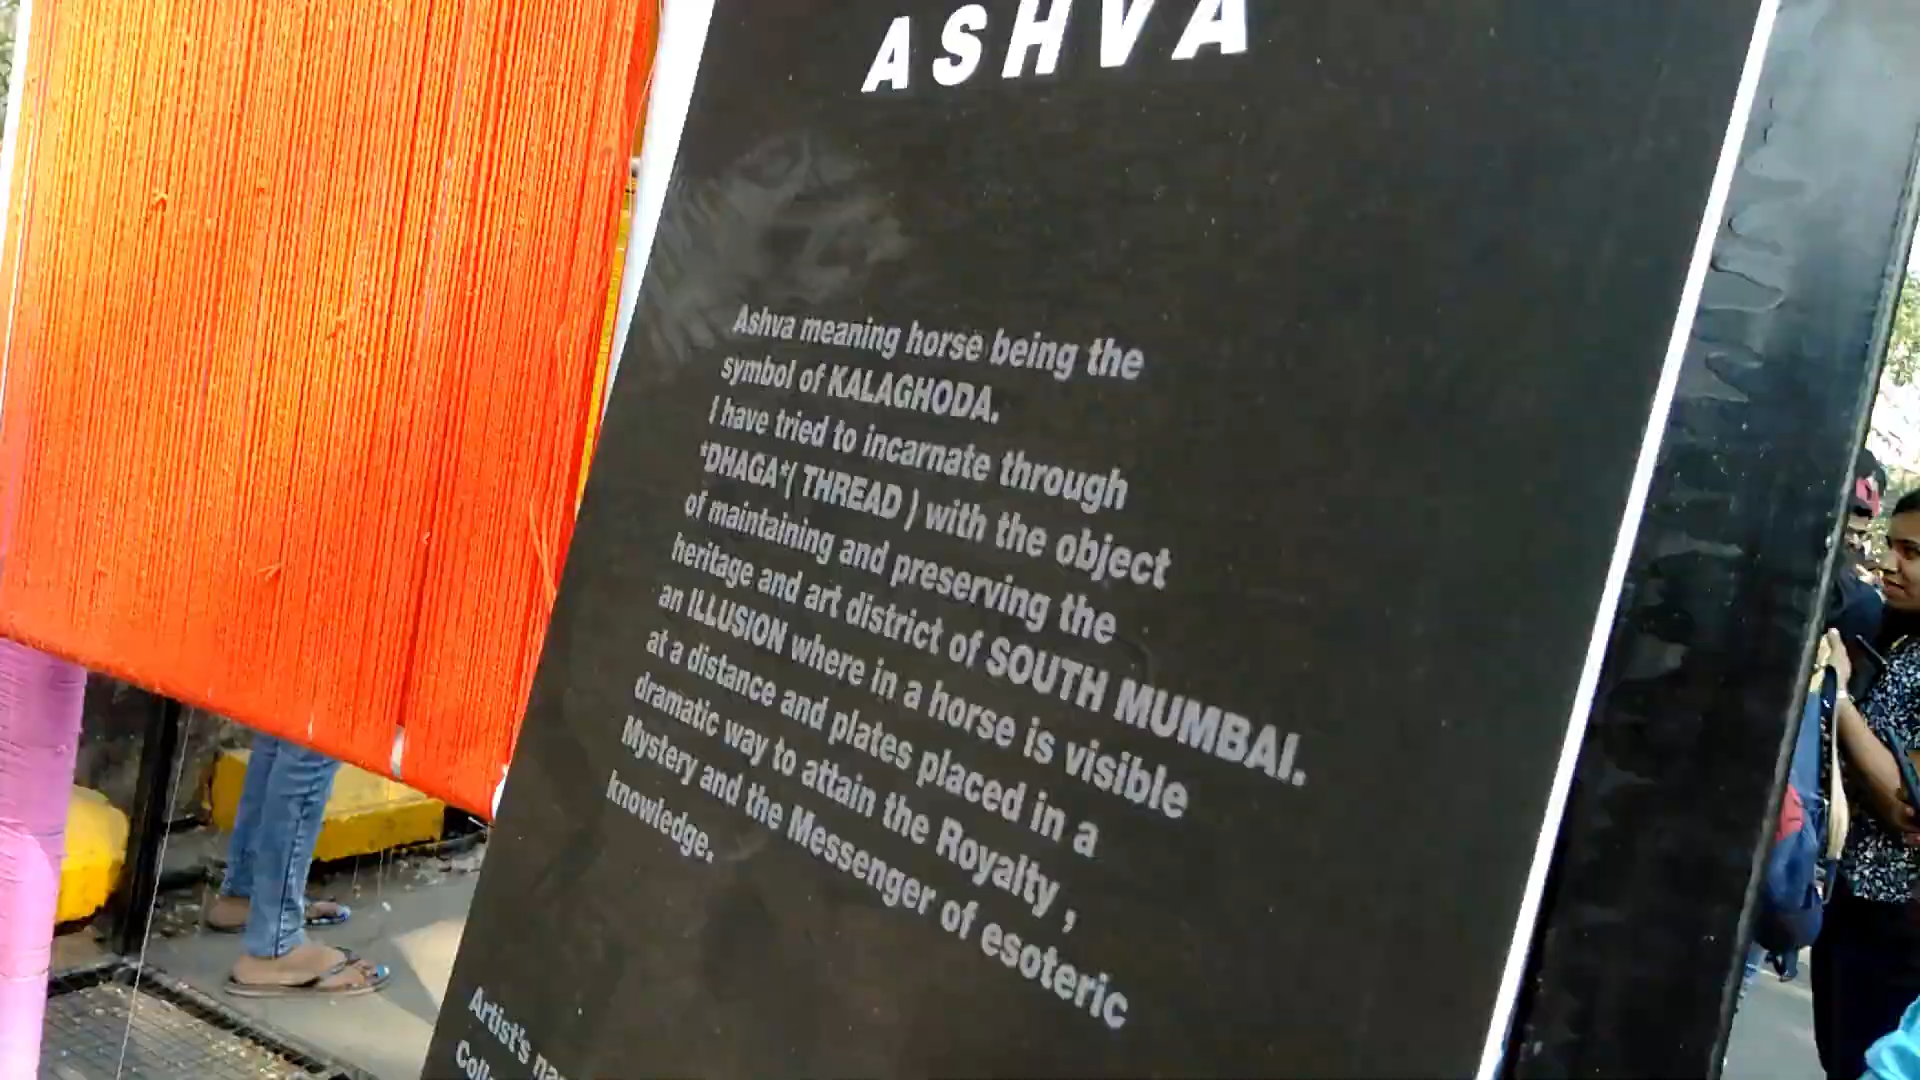 ASHVA
Ashva meaning horse being the
symbol of KALAGHODA.
I have tried to incarnate through
*DHAGA*( THREAD ) with the object
of maintaining and preserving the
heritage and art district of SOUTH MUMBAI.
an ILLUSION where in a horse is visible
at a distance and plates placed in a
dramatic way to attain the Royalty ,
Mystery and the Messenger of esoteric
knowledge.
Artist's